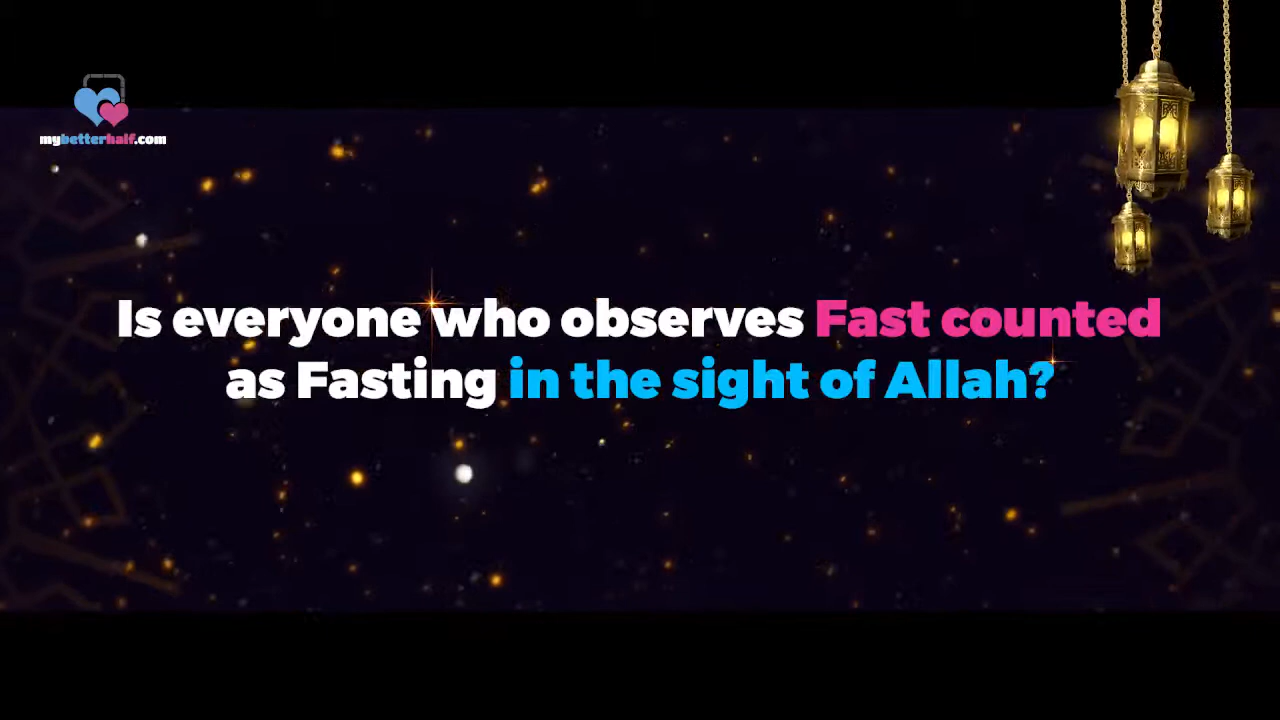 mybetterhalf.com
Is everyone who observes Fast counted
as Fasting in the sight of Allah?